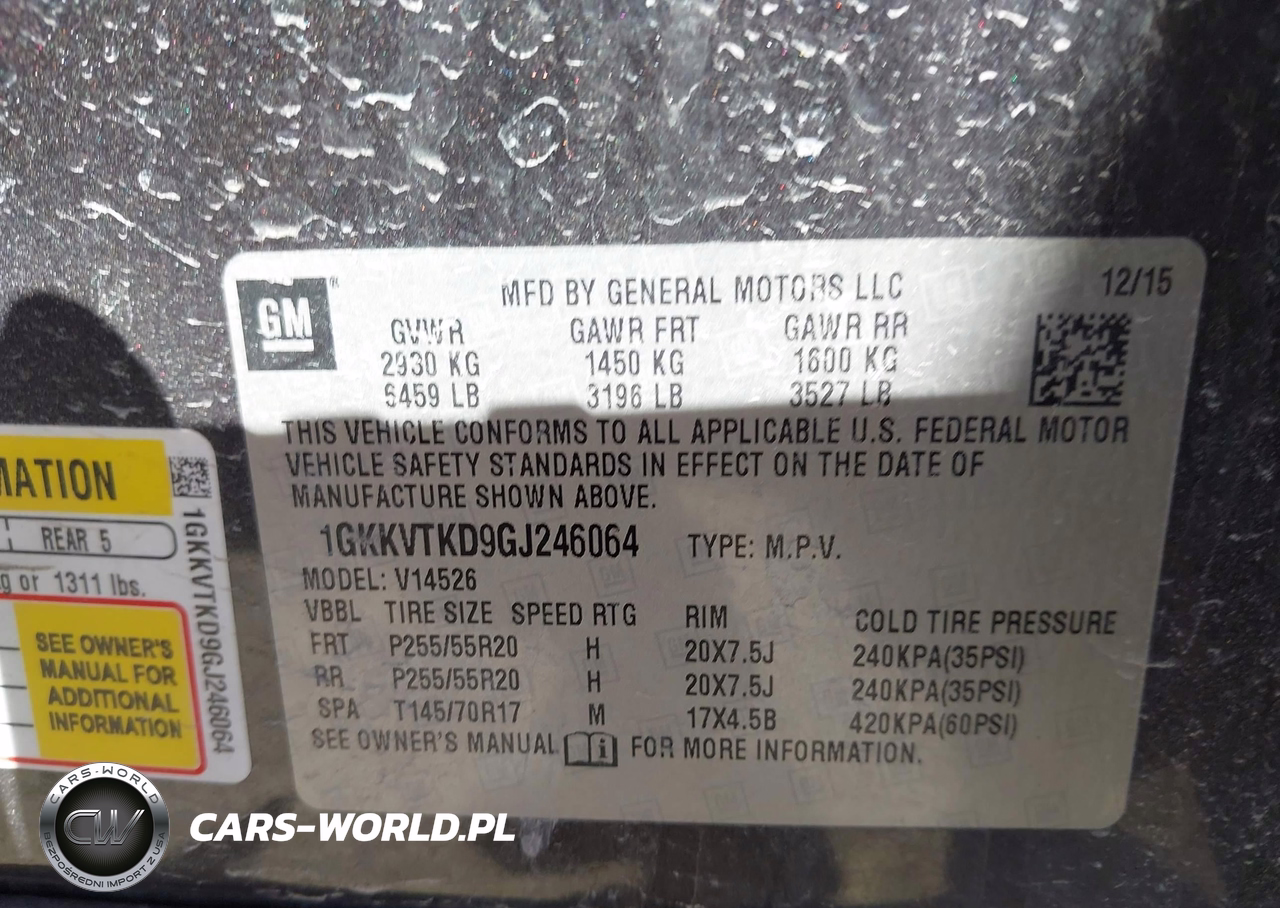 GM
MFD BY GENERAL MOTORS LLC 12/15
GVWR GAWR FRT GAWR RR
2930 KG 1450 KG 1600 KG
6459 LB 3196 LB 3527 LB
THIS VEHICLE CONFORMS TO ALL APPLICABLE U.S. FEDERAL MOTOR
VEHICLE SAFETY STANDARDS IN EFFECT ON THE DATE OF
MANUFACTURE SHOWN ABOVE.
1GKKVTKD9GJ246064 TYPE: M.P.V.
MODEL: V14526
VBBL TIRE SIZE SPEED RTG RIM COLD TIRE PRESSURE
FRT P255/55R20 H 20X7.5J 240KPA(35PSI)
RR P255/55R20 H 20X7.5J 240KPA(35PSI)
SPA T145/70R17 M 17X4.5B 420KPA(60PSI)
SEE OWNER'S MANUAL FOR MORE INFORMATION.
MATION
REAR 5
g or 1311 lbs.
SEE OWNER'S
MANUAL FOR
ADDITIONAL
INFORMATION
1GKKVTKD9GJ246064
CARS-WORLD
CW
BEZPOŚREDNI IMPORT Z USA
CARS-WORLD.PL